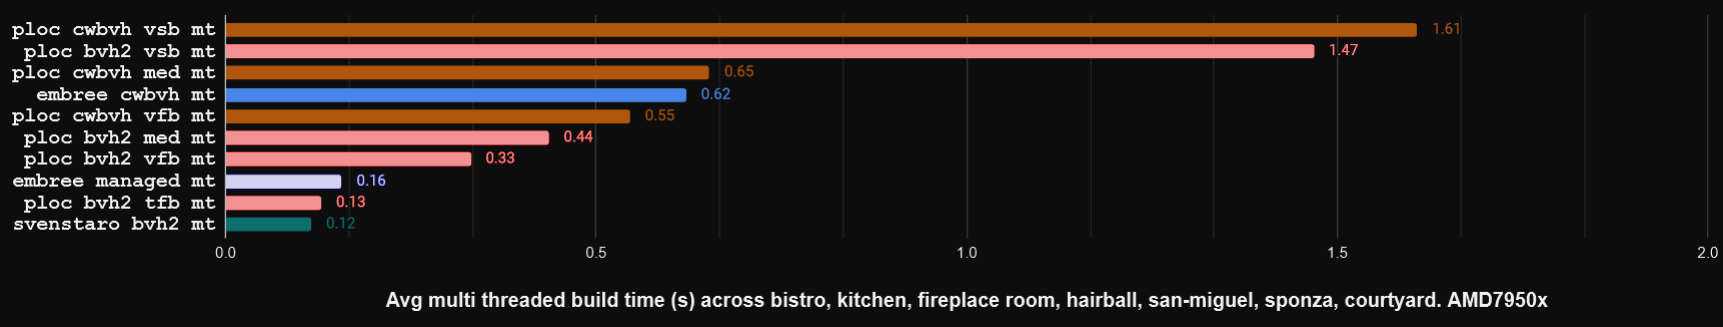 ploc cwbvh vsb mt 1.61
ploc bvh2 vsb mt 1.47
ploc cwbvh med mt 0.65
embree cwbvh mt 0.62
ploc cwbvh vfb mt 0.55
ploc bvh2 med mt 0.44
ploc bvh2 vfb mt 0.33
embree managed mt 0.16
ploc bvh2 tfb mt 0.13
svenstaro bvh2 mt 0.12
0.0 0.5 1.0 1.5 2.0
Avg multi threaded build time (s) across bistro, kitchen, fireplace room, hairball, san-miguel, sponza, courtyard. AMD7950x